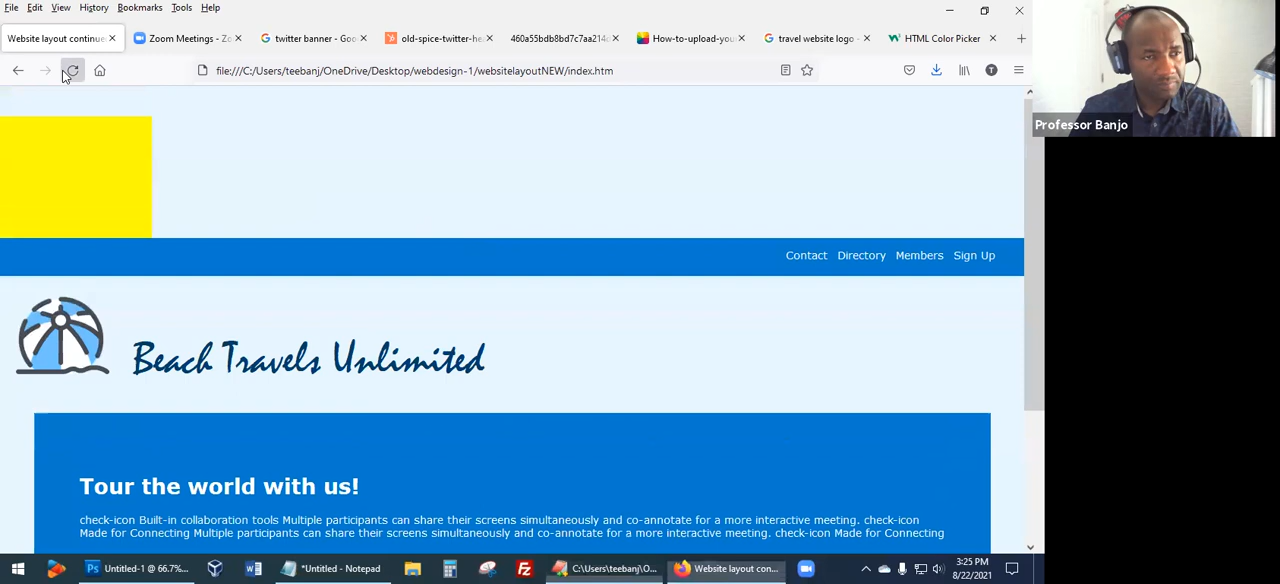 File Edit View History Bookmarks Tools Help
Website layout continue
Zoom Meetings - Zo
twitter banner - Goo
old-spice-twitter-he
460a55bdb8bd7c7aa214c
How-to-upload-you
travel website logo -
HTML Color Picker
file:///C:/Users/teebanj/OneDrive/Desktop/webdesign-1/websitelayoutNEW/index.htm
T
Professor Banjo
Contact Directory Members Sign Up
Beach Travels Unlimited
Tour the world with us!
check-icon Built-in collaboration tools Multiple participants can share their screens simultaneously and co-annotate for a more interactive meeting. check-icon
Made for Connecting Multiple participants can share their screens simultaneously and co-annotate for a more interactive meeting. check-icon Made for Connecting
Untitled-1 @ 66.7%...
*Untitled - Notepad
C:\Users\teebanj\O...
Website layout con...
3:25 PM
8/22/2021